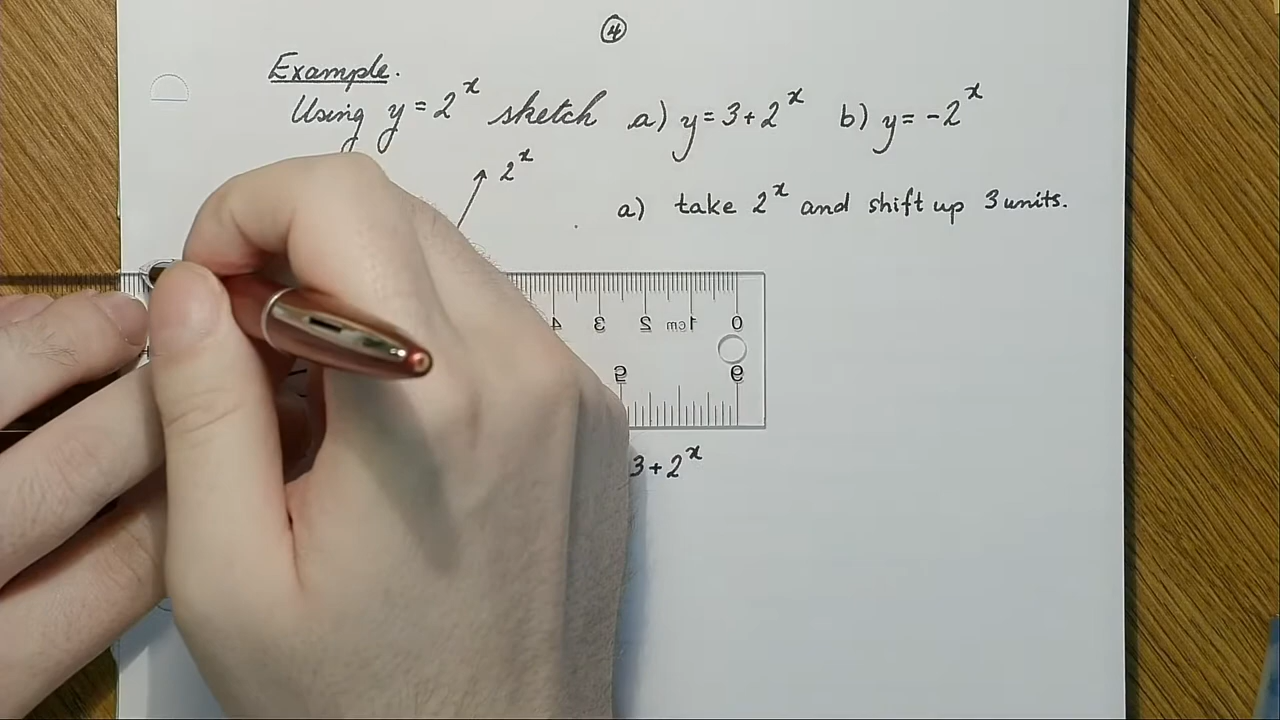 4
Example.
Using y = 2^x sketch a) y = 3 + 2^x b) y = -2^x
2^x
a) take 2^x and shift up 3 units.
4 3 2 1cm 0
5 6
3 + 2^x